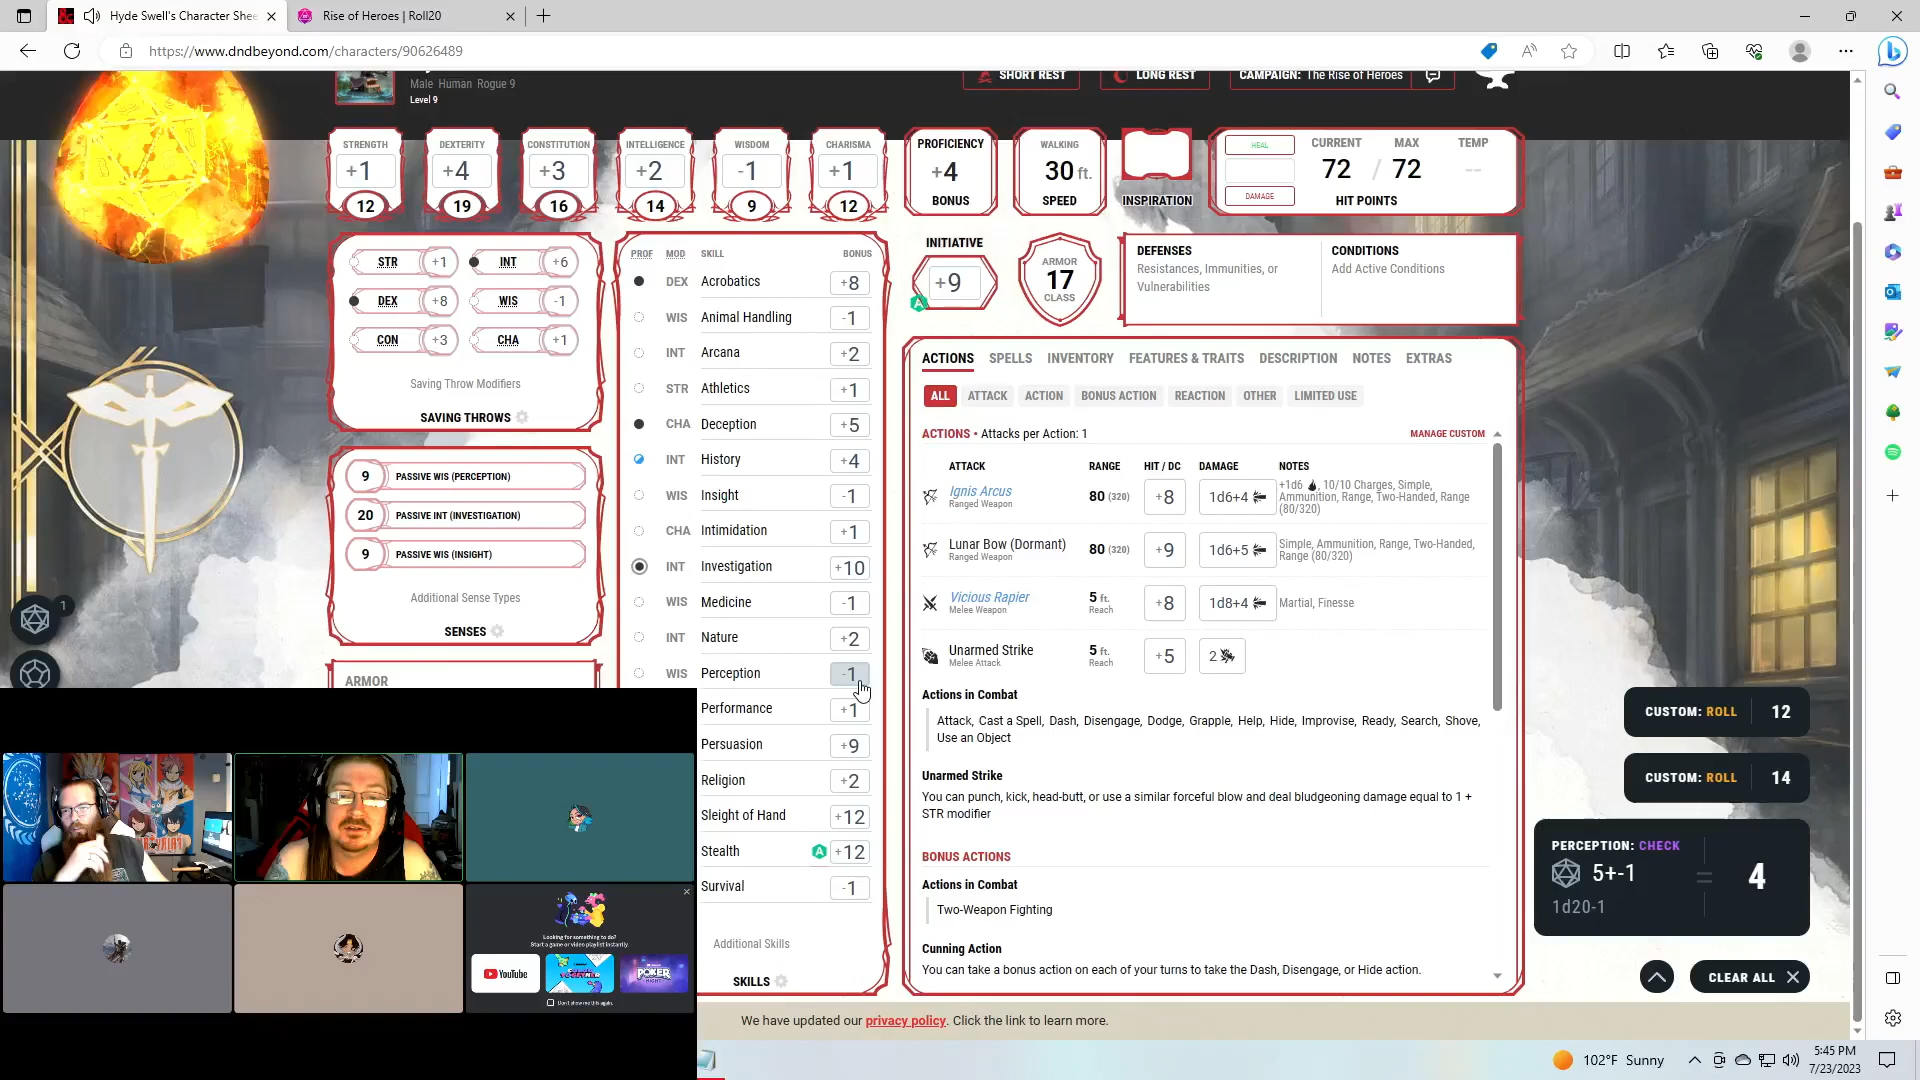 Hyde Swell's Character Shee
Rise of Heroes | Roll20
https://www.dndbeyond.com/characters/90626489
Male Human Rogue 9
Level 9
SHORT REST
LONG REST
CAMPAIGN: The Rise of Heroes
STRENGTH
+1
12
DEXTERITY
+4
19
CONSTITUTION
+3
16
INTELLIGENCE
+2
14
WISDOM
-1
9
CHARISMA
+1
12
PROFICIENCY
+4
BONUS
WALKING
30 ft.
SPEED
INSPIRATION
HEAL
DAMAGE
CURRENT MAX TEMP
72 / 72 --
HIT POINTS
STR +1
INT +6
DEX +8
WIS -1
CON +3
CHA +1
Saving Throw Modifiers
SAVING THROWS
9 PASSIVE WIS (PERCEPTION)
20 PASSIVE INT (INVESTIGATION)
9 PASSIVE WIS (INSIGHT)
Additional Sense Types
SENSES
ARMOR
PROF MOD SKILL BONUS
DEX Acrobatics +8
WIS Animal Handling -1
INT Arcana +2
STR Athletics +1
CHA Deception +5
INT History +4
WIS Insight -1
CHA Intimidation +1
INT Investigation +10
WIS Medicine -1
INT Nature +2
WIS Perception -1
Performance +1
Persuasion +9
Religion +2
Sleight of Hand +12
Stealth A +12
Survival -1
Additional Skills
SKILLS
INITIATIVE
+9
A
ARMOR
17
CLASS
DEFENSES
Resistances, Immunities, or
Vulnerabilities
CONDITIONS
Add Active Conditions
ACTIONS SPELLS INVENTORY FEATURES & TRAITS DESCRIPTION NOTES EXTRAS
ALL ATTACK ACTION BONUS ACTION REACTION OTHER LIMITED USE
ACTIONS • Attacks per Action: 1
MANAGE CUSTOM
ATTACK RANGE HIT / DC DAMAGE NOTES
Ignis Arcus
Ranged Weapon
80 (320)
+8
1d6+4
+1d6 , 10/10 Charges, Simple,
Ammunition, Range, Two-Handed, Range
(80/320)
Lunar Bow (Dormant)
Ranged Weapon
80 (320)
+9
1d6+5
Simple, Ammunition, Range, Two-Handed,
Range (80/320)
Vicious Rapier
Melee Weapon
5 ft.
Reach
+8
1d8+4
Martial, Finesse
Unarmed Strike
Melee Attack
5 ft.
Reach
+5
2
Actions in Combat
Attack, Cast a Spell, Dash, Disengage, Dodge, Grapple, Help, Hide, Improvise, Ready, Search, Shove,
Use an Object
Unarmed Strike
You can punch, kick, head-butt, or use a similar forceful blow and deal bludgeoning damage equal to 1 +
STR modifier
BONUS ACTIONS
Actions in Combat
Two-Weapon Fighting
Cunning Action
You can take a bonus action on each of your turns to take the Dash, Disengage, or Hide action.
1
CUSTOM: ROLL 12
CUSTOM: ROLL 14
PERCEPTION: CHECK
5+-1 = 4
1d20-1
CLEAR ALL
Looking for something to do?
Start a game or video playlist instantly.
YouTube
POKER
NIGHT
Don't show me this again.
We have updated our privacy policy. Click the link to learn more.
102°F Sunny
5:45 PM
7/23/2023